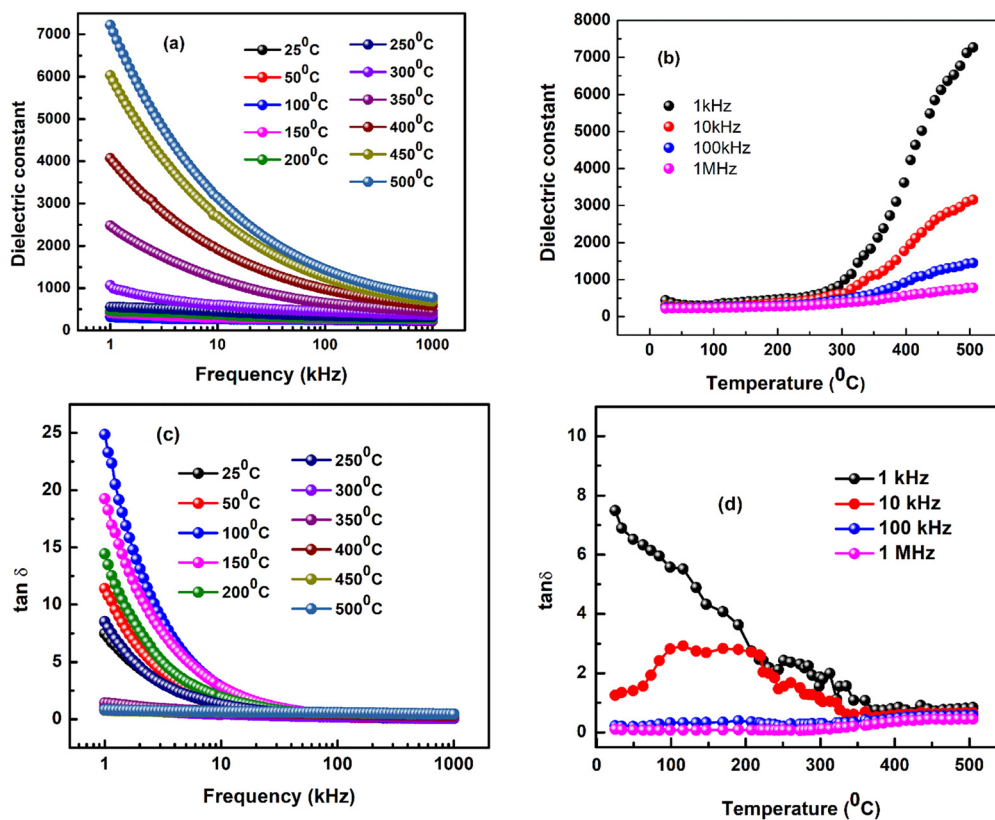 (a)
Dielectric constant
7000
6000
5000
4000
3000
2000
1000
0
25⁰C
50⁰C
100⁰C
150⁰C
200⁰C
250⁰C
300⁰C
350⁰C
400⁰C
450⁰C
500⁰C
1 10 100 1000
Frequency (kHz)
(b)
Dielectric constant
8000
7000
6000
5000
4000
3000
2000
1000
0
1kHz
10kHz
100kHz
1MHz
0 100 200 300 400 500
Temperature (⁰C)
(c)
tan δ
25
20
15
10
5
0
25⁰C
50⁰C
100⁰C
150⁰C
200⁰C
250⁰C
300⁰C
350⁰C
400⁰C
450⁰C
500⁰C
1 10 100 1000
Frequency (kHz)
(d)
tanδ
10
8
6
4
2
0
1 kHz
10 kHz
100 kHz
1 MHz
0 100 200 300 400 500
Temperature (⁰C)